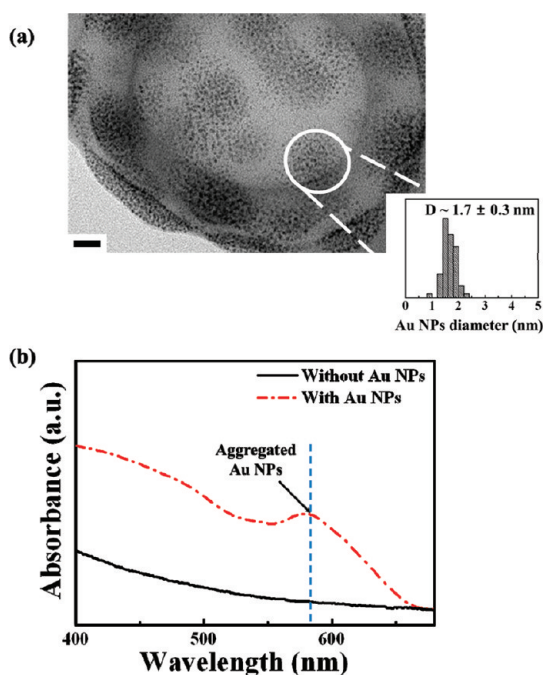 (a)
D ~ 1.7 ± 0.3 nm
0 1 2 3 4 5
Au NPs diameter (nm)
(b)
Without Au NPs
With Au NPs
Aggregated
Au NPs
Absorbance (a.u.)
400 500 600
Wavelength (nm)